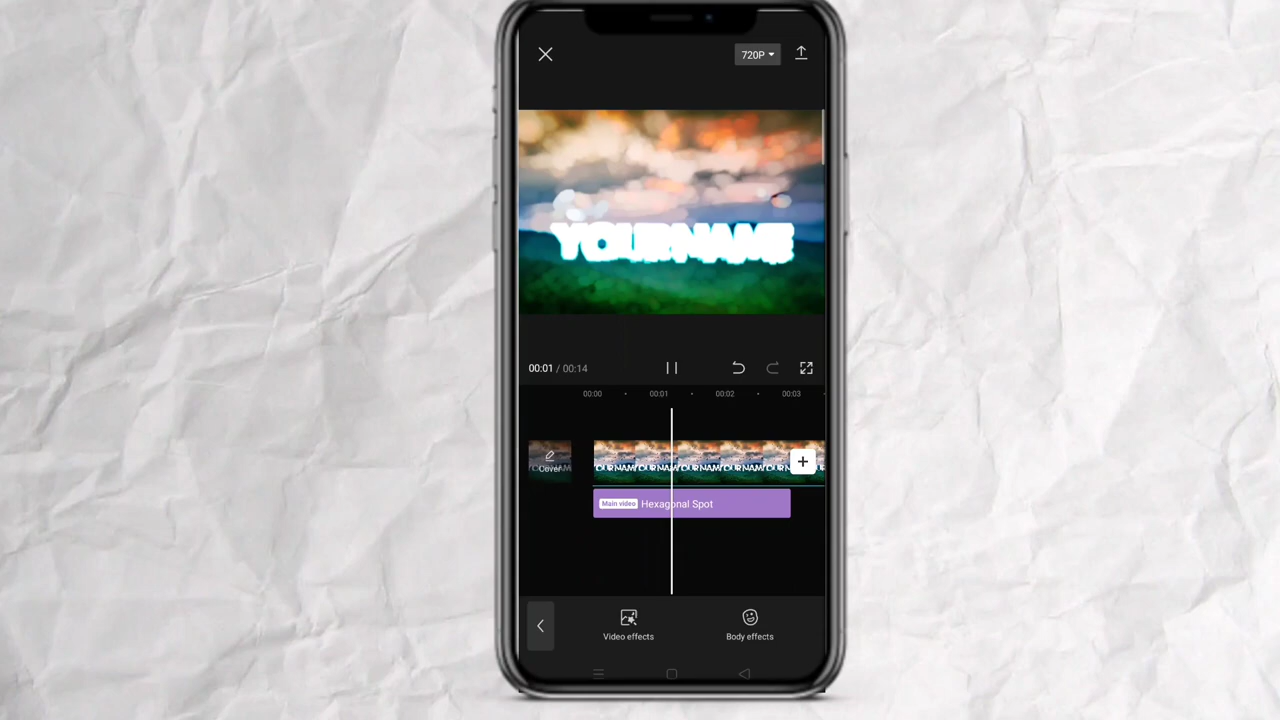 720P
YOURNAME
00:01 / 00:14
00:00 00:01 00:02 00:03
Cover
Main video Hexagonal Spot
Video effects Body effects